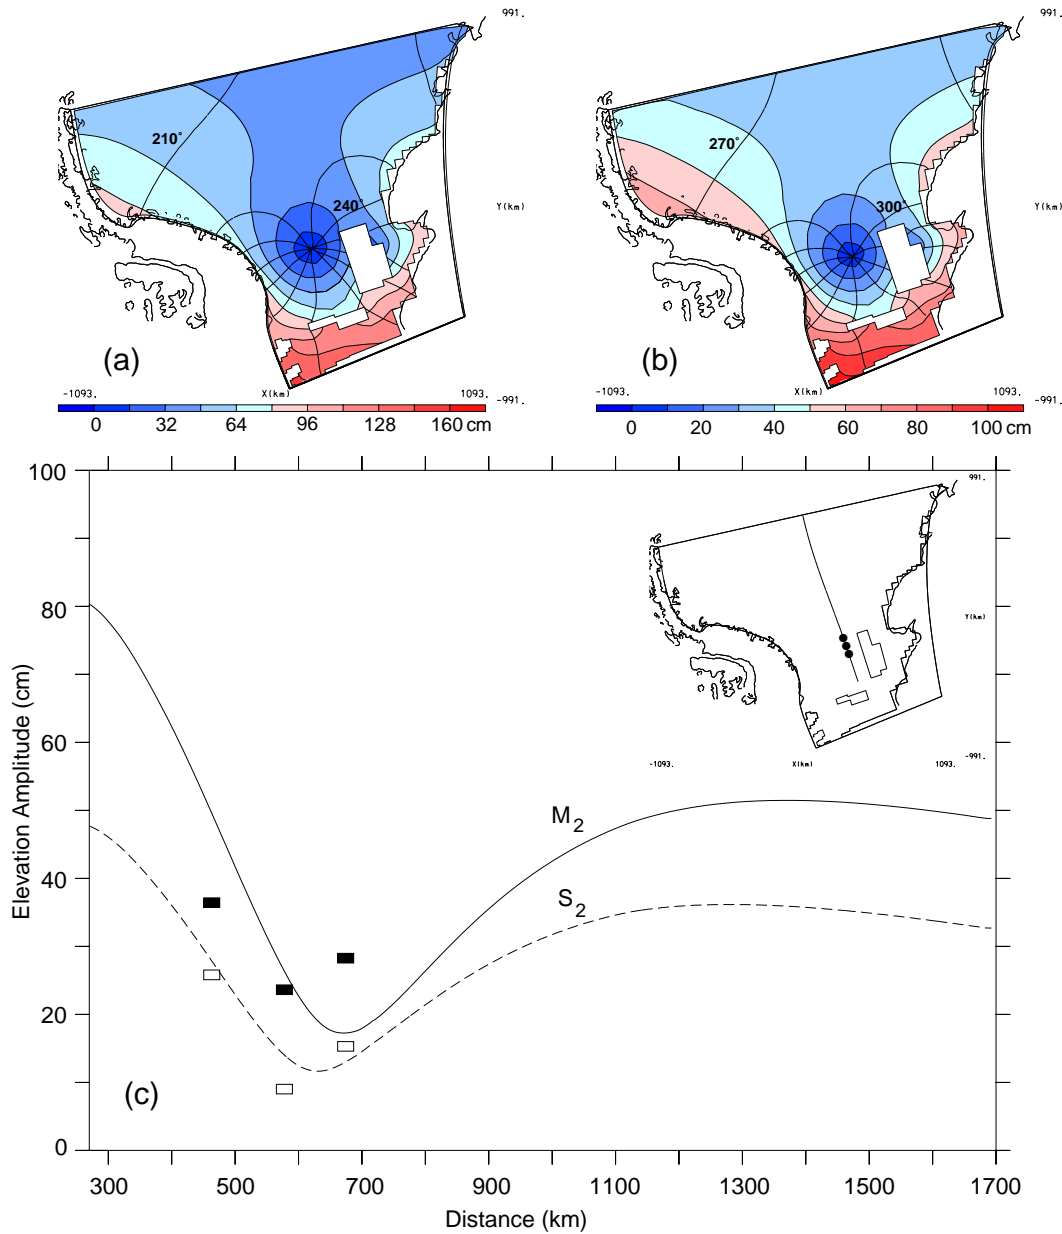 991.
210°
240°
Y(km)
(a)
-1093.
X(km)
1093.
-991.
0 32 64 96 128 160 cm
991.
270°
300°
Y(km)
(b)
-1093.
X(km)
1093.
-991.
0 20 40 60 80 100 cm
100
80
60
40
20
0
Elevation Amplitude (cm)
991.
Y(km)
-991.
-1093.
X(km)
1093.
M2
S2
(c)
300 500 700 900 1100 1300 1500 1700
Distance (km)